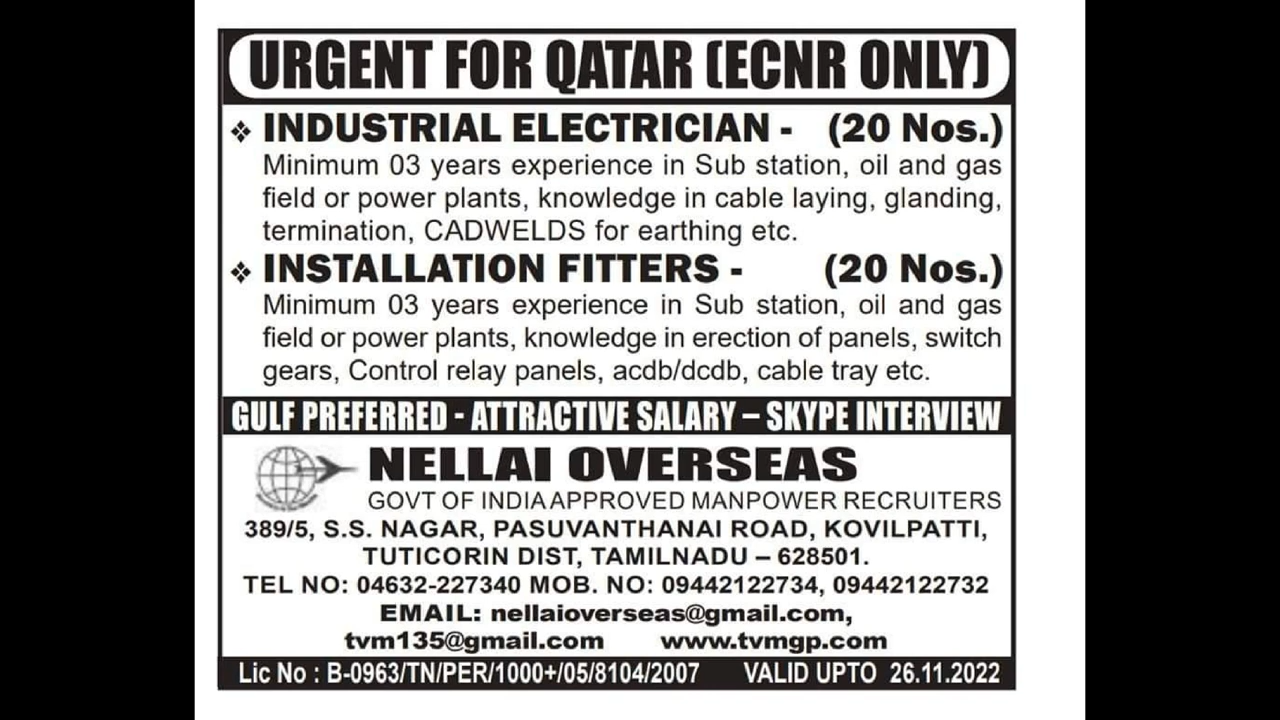 URGENT FOR QATAR (ECNR ONLY)
❖ INDUSTRIAL ELECTRICIAN - (20 Nos.)
Minimum 03 years experience in Sub station, oil and gas
field or power plants, knowledge in cable laying, glanding,
termination, CADWELDS for earthing etc.
❖ INSTALLATION FITTERS - (20 Nos.)
Minimum 03 years experience in Sub station, oil and gas
field or power plants, knowledge in erection of panels, switch
gears, Control relay panels, acdb/dcdb, cable tray etc.
GULF PREFERRED - ATTRACTIVE SALARY – SKYPE INTERVIEW
NELLAI OVERSEAS
GOVT OF INDIA APPROVED MANPOWER RECRUITERS
389/5, S.S. NAGAR, PASUVANTHANAI ROAD, KOVILPATTI,
TUTICORIN DIST, TAMILNADU – 628501.
TEL NO: 04632-227340 MOB. NO: 09442122734, 09442122732
EMAIL: nellaioverseas@gmail.com,
tvm135@gmail.com www.tvmgp.com
Lic No : B-0963/TN/PER/1000+/05/8104/2007 VALID UPTO 26.11.2022